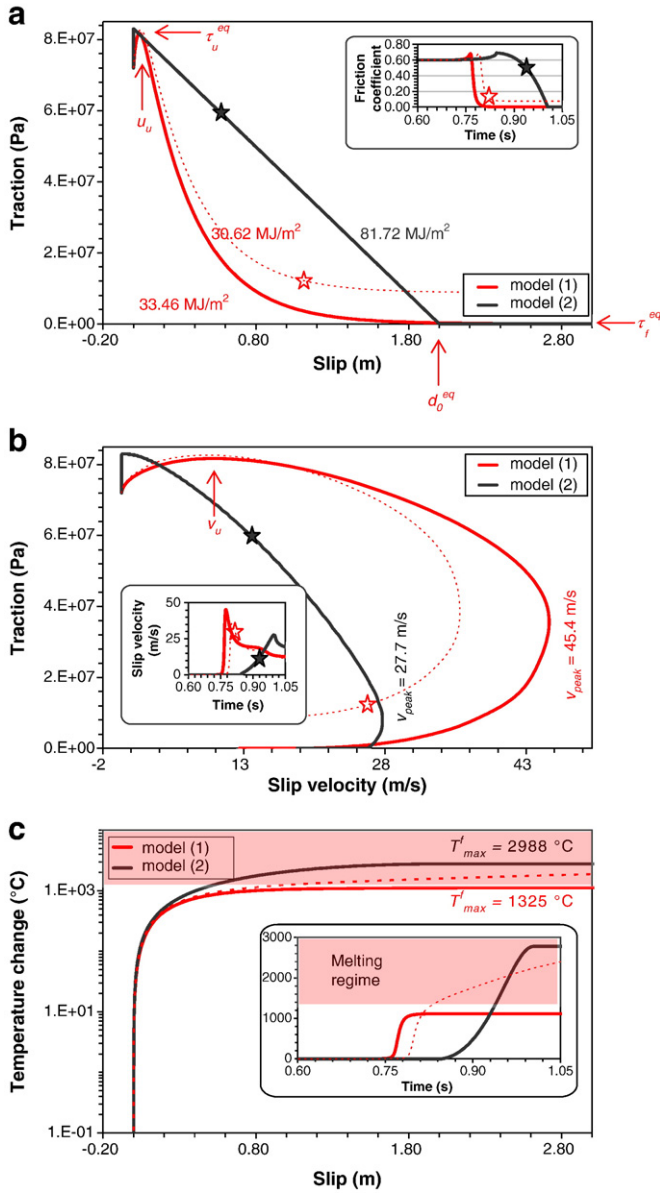 a
8.E+07
6.E+07
4.E+07
2.E+07
0.E+00
Traction (Pa)
-0.20
0.80
1.80
2.80
Slip (m)
τ_u^eq
u_u
30.62 MJ/m²
33.46 MJ/m²
81.72 MJ/m²
model (1)
model (2)
τ_f^eq
d_0^eq
Friction
coefficient
0.80
0.60
0.40
0.20
0.00
0.60
0.75
0.90
1.05
Time (s)
b
8.E+07
6.E+07
4.E+07
2.E+07
0.E+00
Traction (Pa)
-2
13
28
43
Slip velocity (m/s)
v_u
model (1)
model (2)
v_peak = 27.7 m/s
v_peak = 45.4 m/s
Slip velocity
(m/s)
50
25
0
0.60
0.75
0.90
1.05
Time (s)
c
1.E+03
1.E+01
1.E-01
Temperature change (°C)
-0.20
0.80
1.80
2.80
Slip (m)
model (1)
model (2)
T^f_max = 2988 °C
T^f_max = 1325 °C
Melting
regime
3000
2000
1000
0
0.60
0.75
0.90
1.05
Time (s)